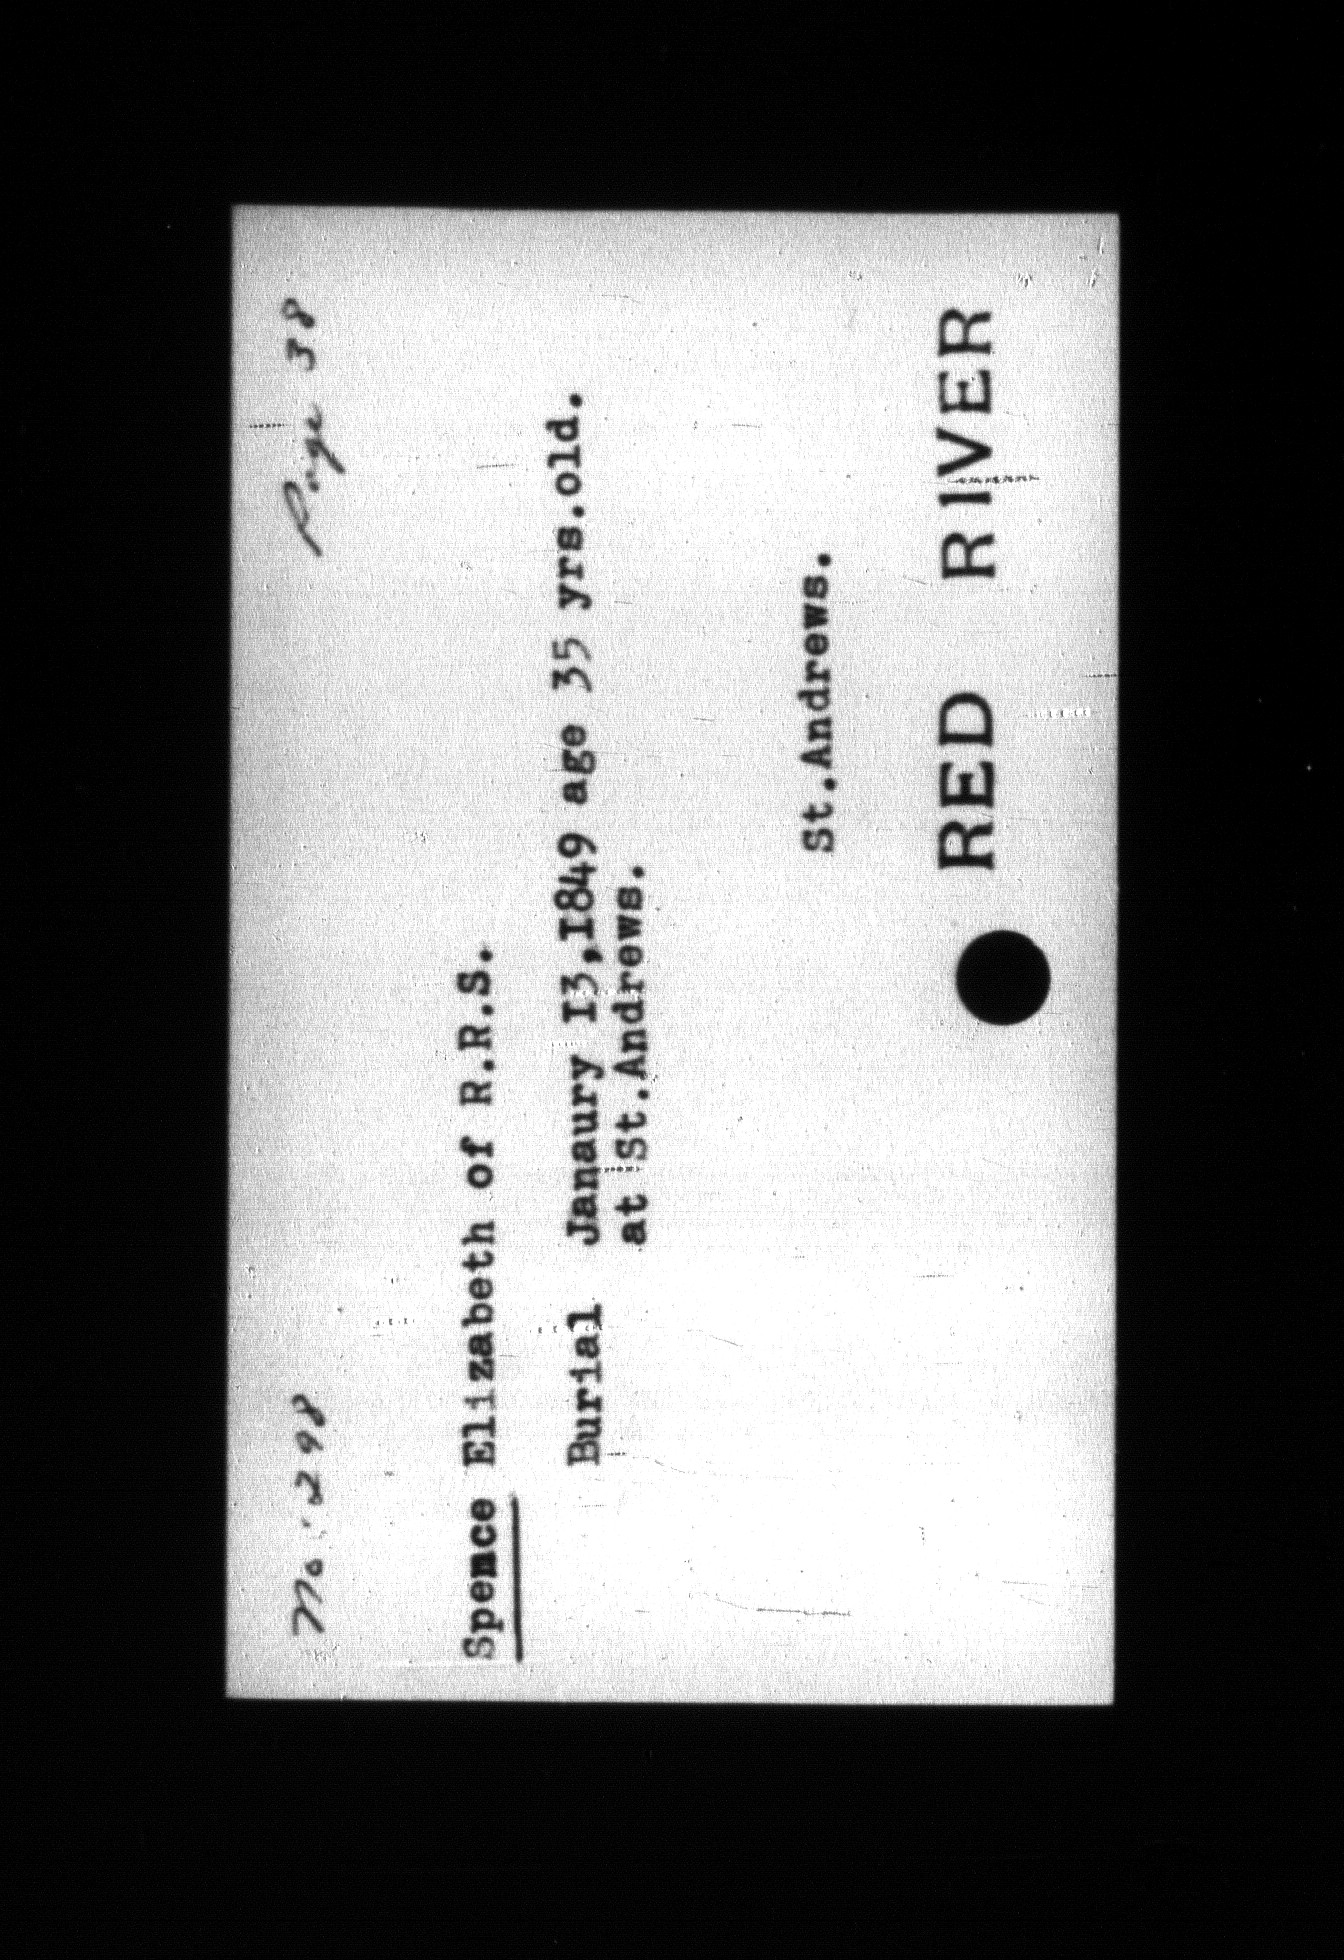 No. 298 Page 38
Spence Elizabeth of R.R.S.
Burial Janaury I3,I849 age 35 yrs.old.
at St.Andrews.
St.Andrews.
RED RIVER